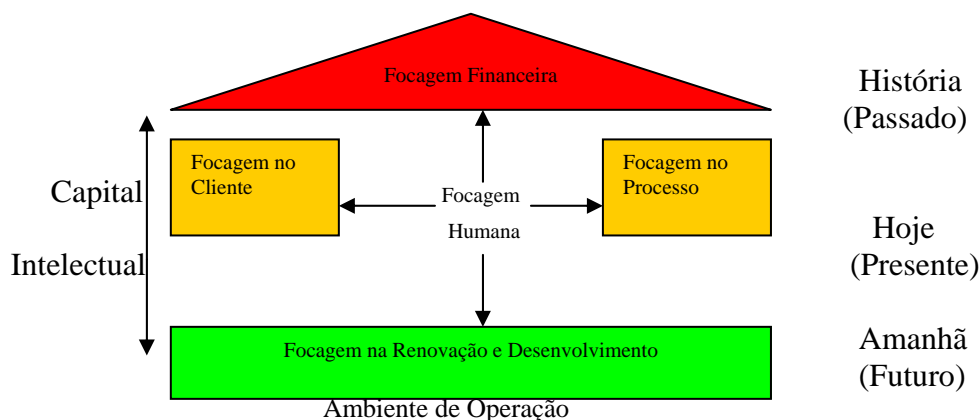 Focagem Financeira
História
(Passado)
Focagem no
Cliente
Focagem no
Processo
Capital
Focagem
Humana
Hoje
Intelectual
(Presente)
Amanhã
Focagem na Renovação e Desenvolvimento
(Futuro)
Ambiente de Operação